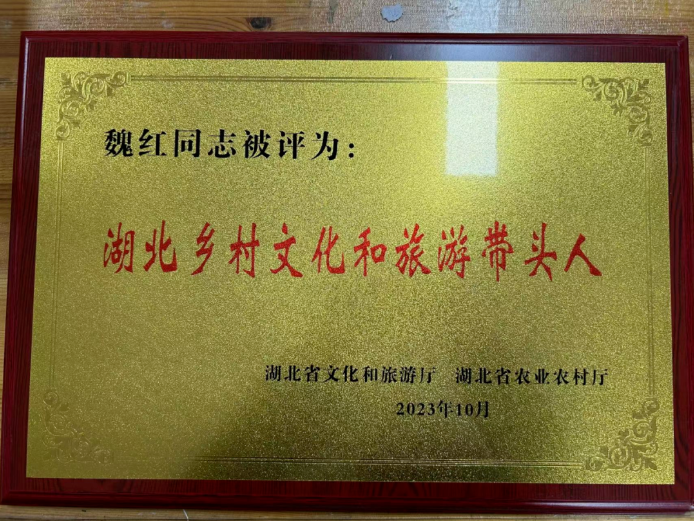 魏红同志被评为：
湖北乡村文化和旅游带头人
湖北省文化和旅游厅 湖北省农业农村厅
2023年10月